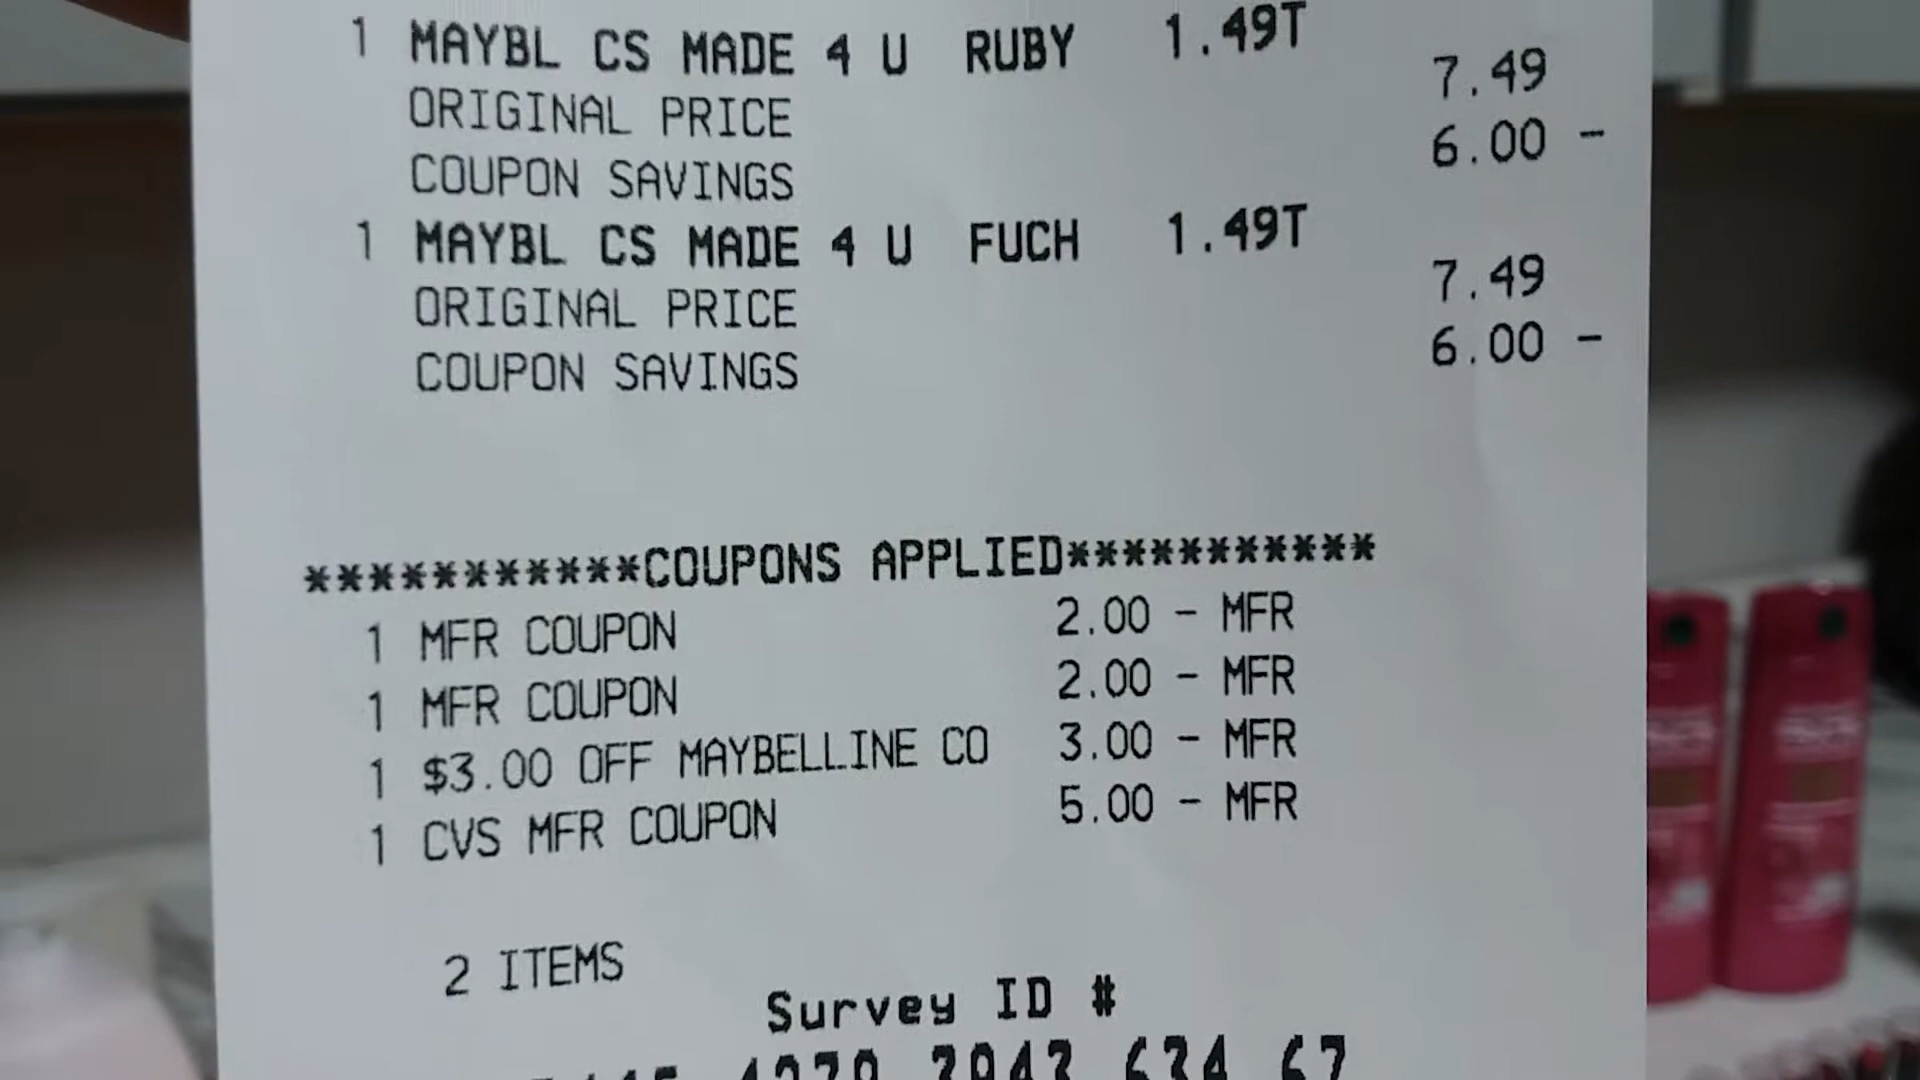 1 MAYBL CS MADE 4 U RUBY 1.49T
ORIGINAL PRICE 7.49
COUPON SAVINGS 6.00 -
1 MAYBL CS MADE 4 U FUCH 1.49T
ORIGINAL PRICE 7.49
COUPON SAVINGS 6.00 -
***********COUPONS APPLIED***********
1 MFR COUPON 2.00 - MFR
1 MFR COUPON 2.00 - MFR
1 $3.00 OFF MAYBELLINE CO 3.00 - MFR
1 CVS MFR COUPON 5.00 - MFR
2 ITEMS
Survey ID #